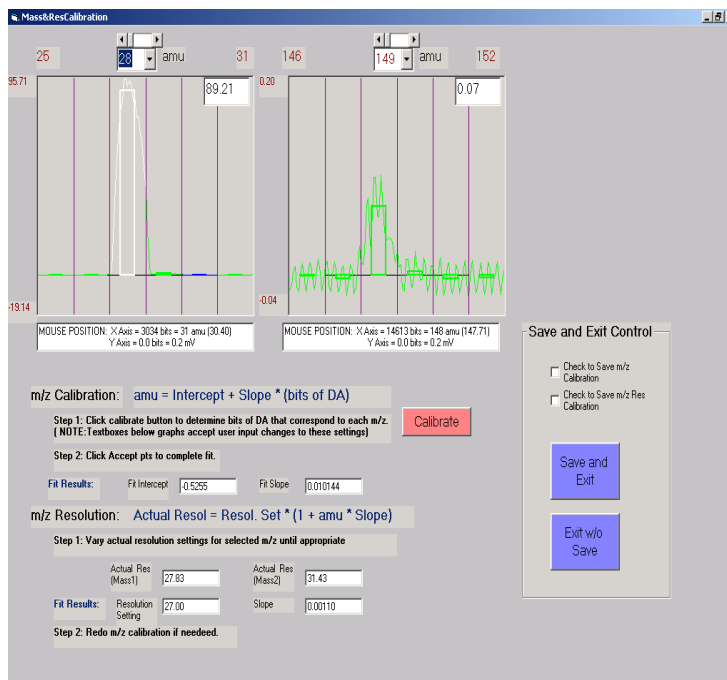 Mass&ResCalibration
25 28 amu 31 146 149 amu 152
95.71 89.21 0.20 0.07
-19.14 -0.04
MOUSE POSITION: X Axis = 3034 bits = 31 amu (30.40)
Y Axis = 0.0 bits = 0.2 mV
MOUSE POSITION: X Axis = 14613 bits = 148 amu (147.71)
Y Axis = 0.0 bits = 0.2 mV
Save and Exit Control
Check to Save m/z
Calibration
Check to Save m/z Res
Calibration
Save and
Exit
Exit w/o
Save
m/z Calibration: amu = Intercept + Slope * (bits of DA)
Step 1: Click calibrate button to determine bits of DA that correspond to each m/z.
( NOTE:Textboxes below graphs accept user input changes to these settings)
Calibrate
Step 2: Click Accept pts to complete fit.
Fit Results: Fit Intercept -0.5255 Fit Slope 0.010144
m/z Resolution: Actual Resol = Resol. Set * (1 + amu * Slope)
Step 1: Vary actual resolution settings for selected m/z until appropriate
Actual Res
(Mass1) 27.83
Actual Res
(Mass2) 31.43
Fit Results: Resolution
Setting 27.00 Slope 0.00110
Step 2: Redo m/z calibration if needeed.